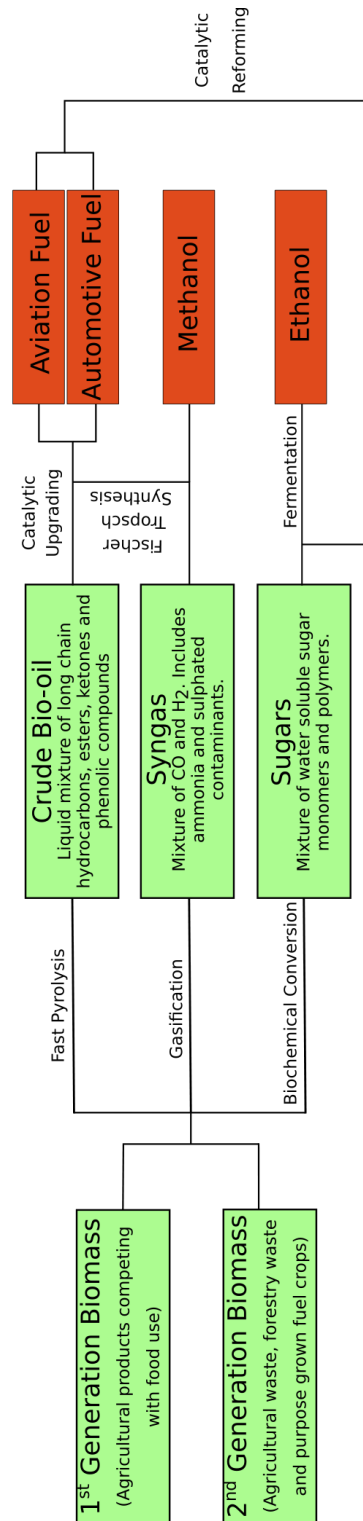 1st Generation Biomass
(Agricultural products competing
with food use)
2nd Generation Biomass
(Agricultural waste, forestry waste
and purpose grown fuel crops)
Fast Pyrolysis
Gasification
Biochemical Conversion
Crude Bio-oil
Liquid mixture of long chain
hydrocarbons, esters, ketones and
phenolic compounds
Syngas
Mixture of CO and H2. Includes
ammonia and sulphated
contaminants.
Sugars
Mixture of water soluble sugar
monomers and polymers.
Catalytic
Upgrading
Fischer
Tropsch
Synthesis
Fermentation
Aviation Fuel
Automotive Fuel
Methanol
Ethanol
Catalytic
Reforming